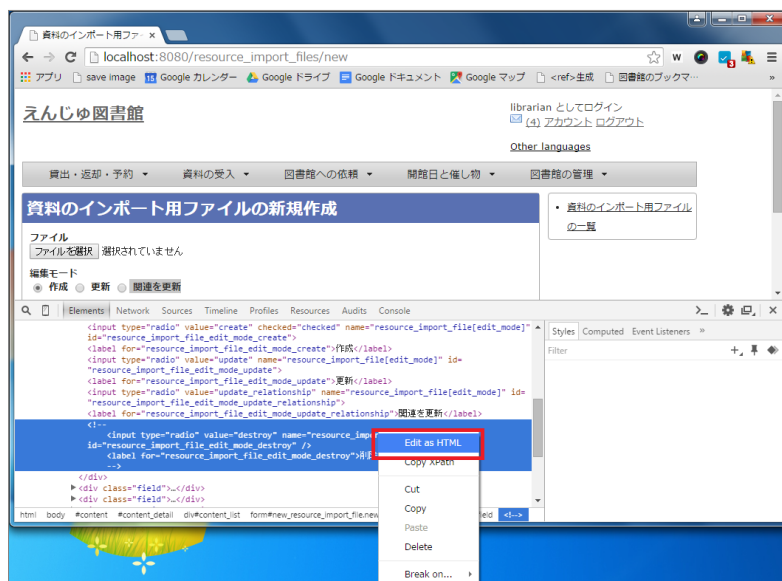 資料のインポート用ファ
localhost:8080/resource_import_files/new
アプリ save image 15 Google カレンダー Google ドライブ Google ドキュメント Google マップ <ref>生成 図書館のブックマ… »
えんじゅ図書館
librarian としてログイン
(4) アカウント ログアウト
Other languages
貸出・返却・予約 ▼ 資料の受入 ▼ 図書館への依頼 ▼ 開館日と催し物 ▼ 図書館の管理 ▼
資料のインポート用ファイルの新規作成
• 資料のインポート用ファイル
の一覧
ファイル
ファイルを選択 選択されていません
編集モード
作成 更新 関連を更新
Elements Network Sources Timeline Profiles Resources Audits Console
<input type="radio" value="create" checked="checked" name="resource_import_file[edit_mode]"
id="resource_import_file_edit_mode_create">
<label for="resource_import_file_edit_mode_create">作成</label>
<input type="radio" value="update" name="resource_import_file[edit_mode]" id=
"resource_import_file_edit_mode_update">
<label for="resource_import_file_edit_mode_update">更新</label>
<input type="radio" value="update_relationship" name="resource_import_file[edit_mode]" id=
"resource_import_file_edit_mode_update_relationship">
<label for="resource_import_file_edit_mode_update_relationship">関連を更新</label>
<!--
<input type="radio" value="destroy" name="resource_impor
id="resource_import_file_edit_mode_destroy" />
<label for="resource_import_file_edit_mode_destroy">削
-->
</div>
▶<div class="field">…</div>
▶<div class="field">…</div>
html body #content #content_detail div#content_list form#new_resource_import_file.new eld <!-->
Styles Computed Event Listeners »
Filter
Edit as HTML
Copy XPath
Cut
Copy
Paste
Delete
Break on...